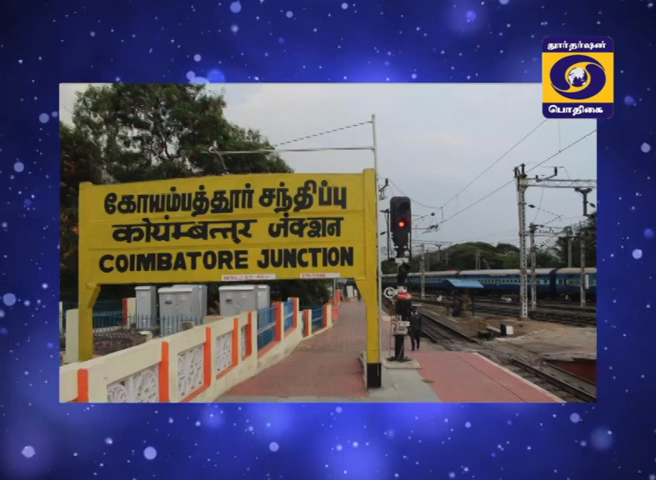 தூர்தர்ஷன்
பொதிகை
கோயம்பத்தூர் சந்திப்பு
कोयंम्बत्तूर जंक्शन
COIMBATORE JUNCTION